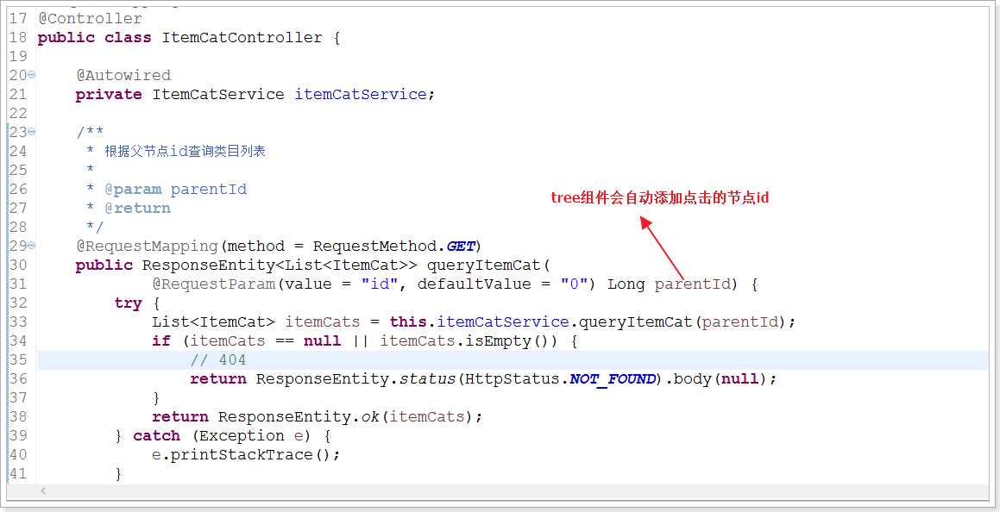 17 @Controller
18 public class ItemCatController {
19
20 @Autowired
21 private ItemCatService itemCatService;
22
23 /**
24 * 根据父节点id查询类目列表
25 *
26 * @param parentId
tree组件会自动添加点击的节点id
27 * @return
28 */
29 @RequestMapping(method = RequestMethod.GET)
30 public ResponseEntity<List<ItemCat>> queryItemCat(
31 @RequestParam(value = "id", defaultValue = "0") Long parentId) {
32 try {
33 List<ItemCat> itemCats = this.itemCatService.queryItemCat(parentId);
34 if (itemCats == null || itemCats.isEmpty()) {
35 // 404
36 return ResponseEntity.status(HttpStatus.NOT_FOUND).body(null);
37 }
38 return ResponseEntity.ok(itemCats);
39 } catch (Exception e) {
40 e.printStackTrace();
41 }